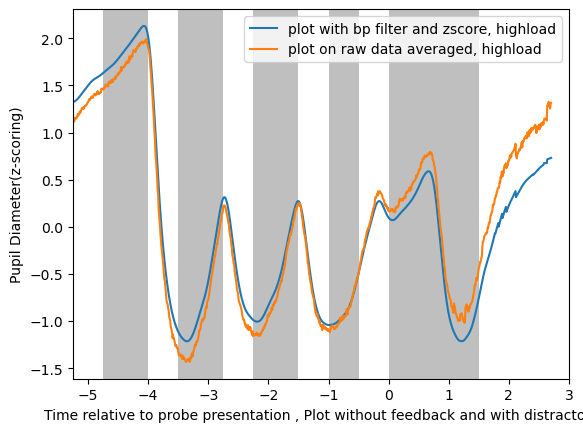 plot with bp filter and zscore, highload
plot on raw data averaged, highload
Pupil Diameter(z-scoring)
2.0
1.5
1.0
0.5
0.0
−0.5
−1.0
−1.5
−5 −4 −3 −2 −1 0 1 2 3
Time relative to probe presentation , Plot without feedback and with distracto